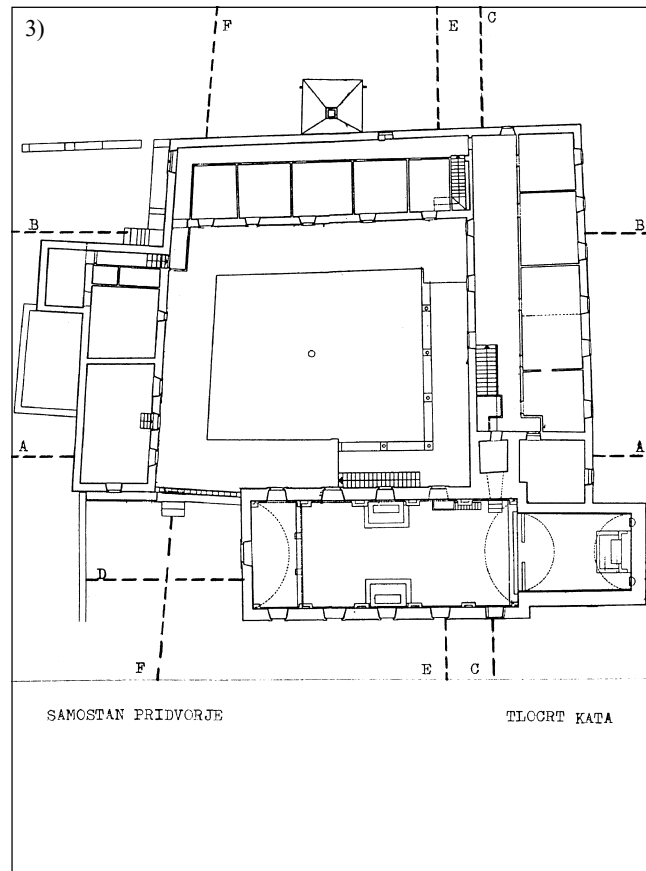 3)
F E C
B B
A A
D
F E C
SAMOSTAN PRIDVORJE TLOCRT KATA